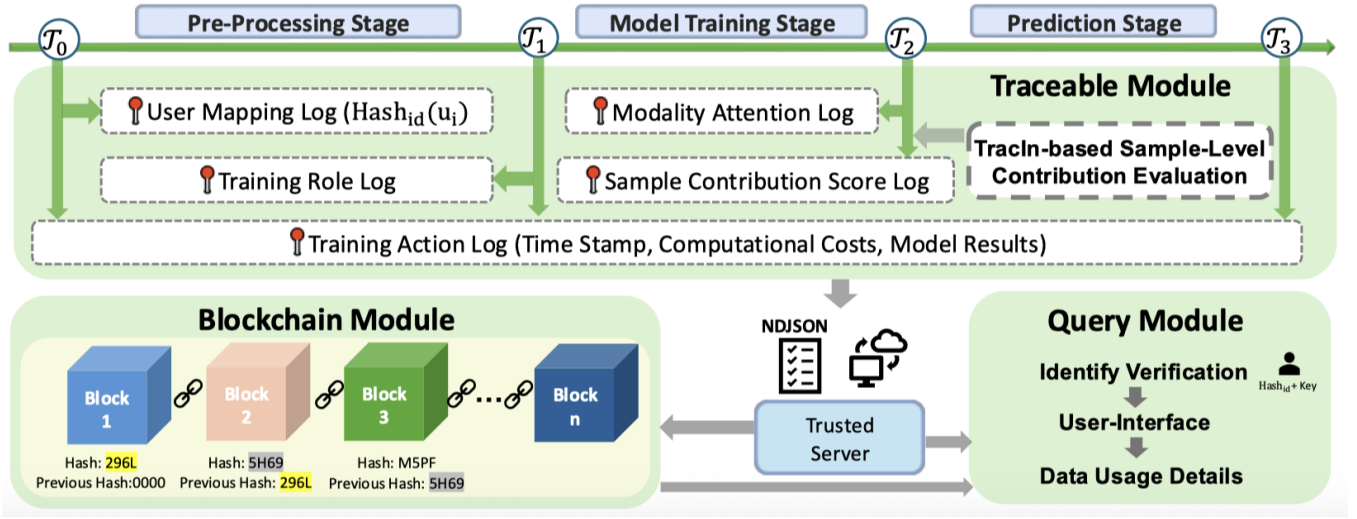 Pre-Processing Stage
Model Training Stage
Prediction Stage
𝒯0
𝒯1
𝒯2
𝒯3
Traceable Module
User Mapping Log (Hashid(ui)
Modality Attention Log
TracIn-based Sample-Level
Contribution Evaluation
Training Role Log
Sample Contribution Score Log
Training Action Log (Time Stamp, Computational Costs, Model Results)
Blockchain Module
Block
1
Block
2
Block
3
...
Block
n
Hash: 296L
Previous Hash:0000
Hash: 5H69
Previous Hash: 296L
Hash: M5PF
Previous Hash: 5H69
NDJSON
Trusted
Server
Query Module
Identify Verification
Hashid+ Key
User-Interface
Data Usage Details